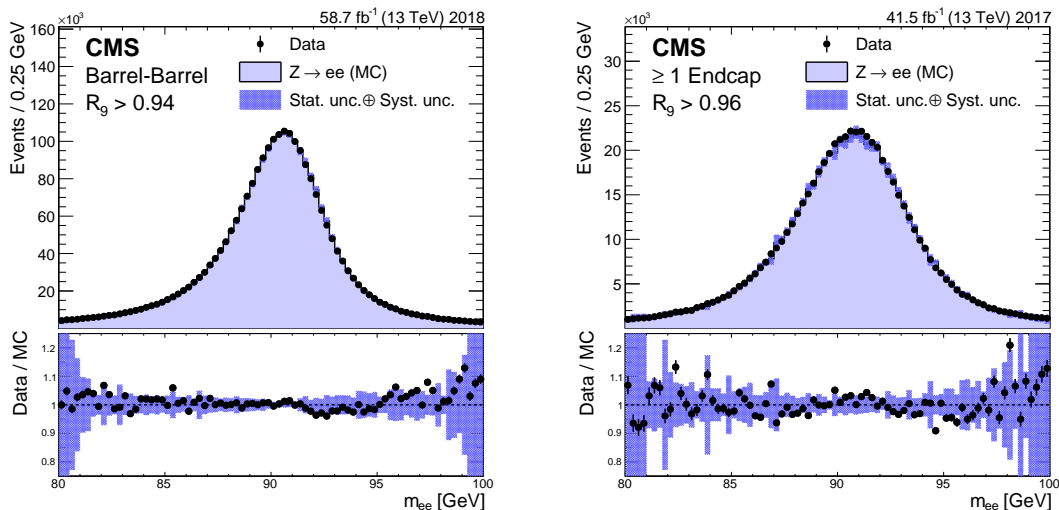 58.7 fb⁻¹ (13 TeV) 2018
×10³
CMS
Barrel-Barrel
R₉ > 0.94
Data
Z → ee (MC)
Stat. unc.⊕ Syst. unc.
Events / 0.25 GeV
160
140
120
100
80
60
40
20
Data / MC
1.2
1.1
1
0.9
0.8
80 85 90 95 100
mₑₑ [GeV]
41.5 fb⁻¹ (13 TeV) 2017
×10³
CMS
≥ 1 Endcap
R₉ > 0.96
Data
Z → ee (MC)
Stat. unc.⊕ Syst. unc.
Events / 0.25 GeV
30
25
20
15
10
5
Data / MC
1.2
1.1
1
0.9
0.8
80 85 90 95 100
mₑₑ [GeV]